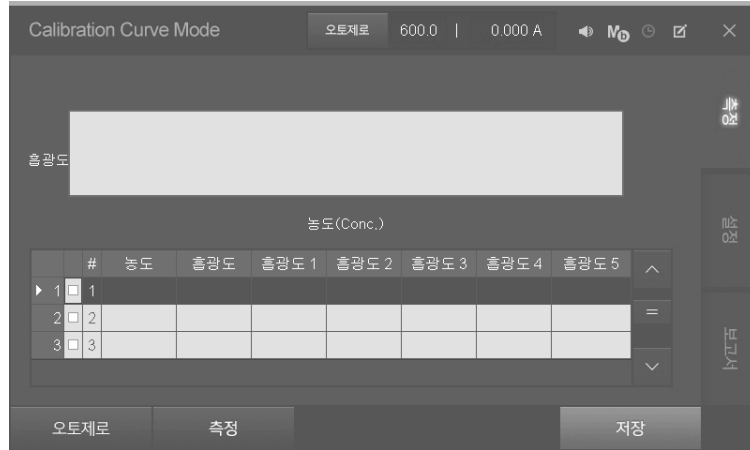 Calibration Curve Mode 오토제로 600.0 | 0.000 A
측정
흡광도
농도(Conc.)
설정
# 농도 흡광도 흡광도 1 흡광도 2 흡광도 3 흡광도 4 흡광도 5
1 1
2 2
3 3
보고서
오토제로 측정 저장